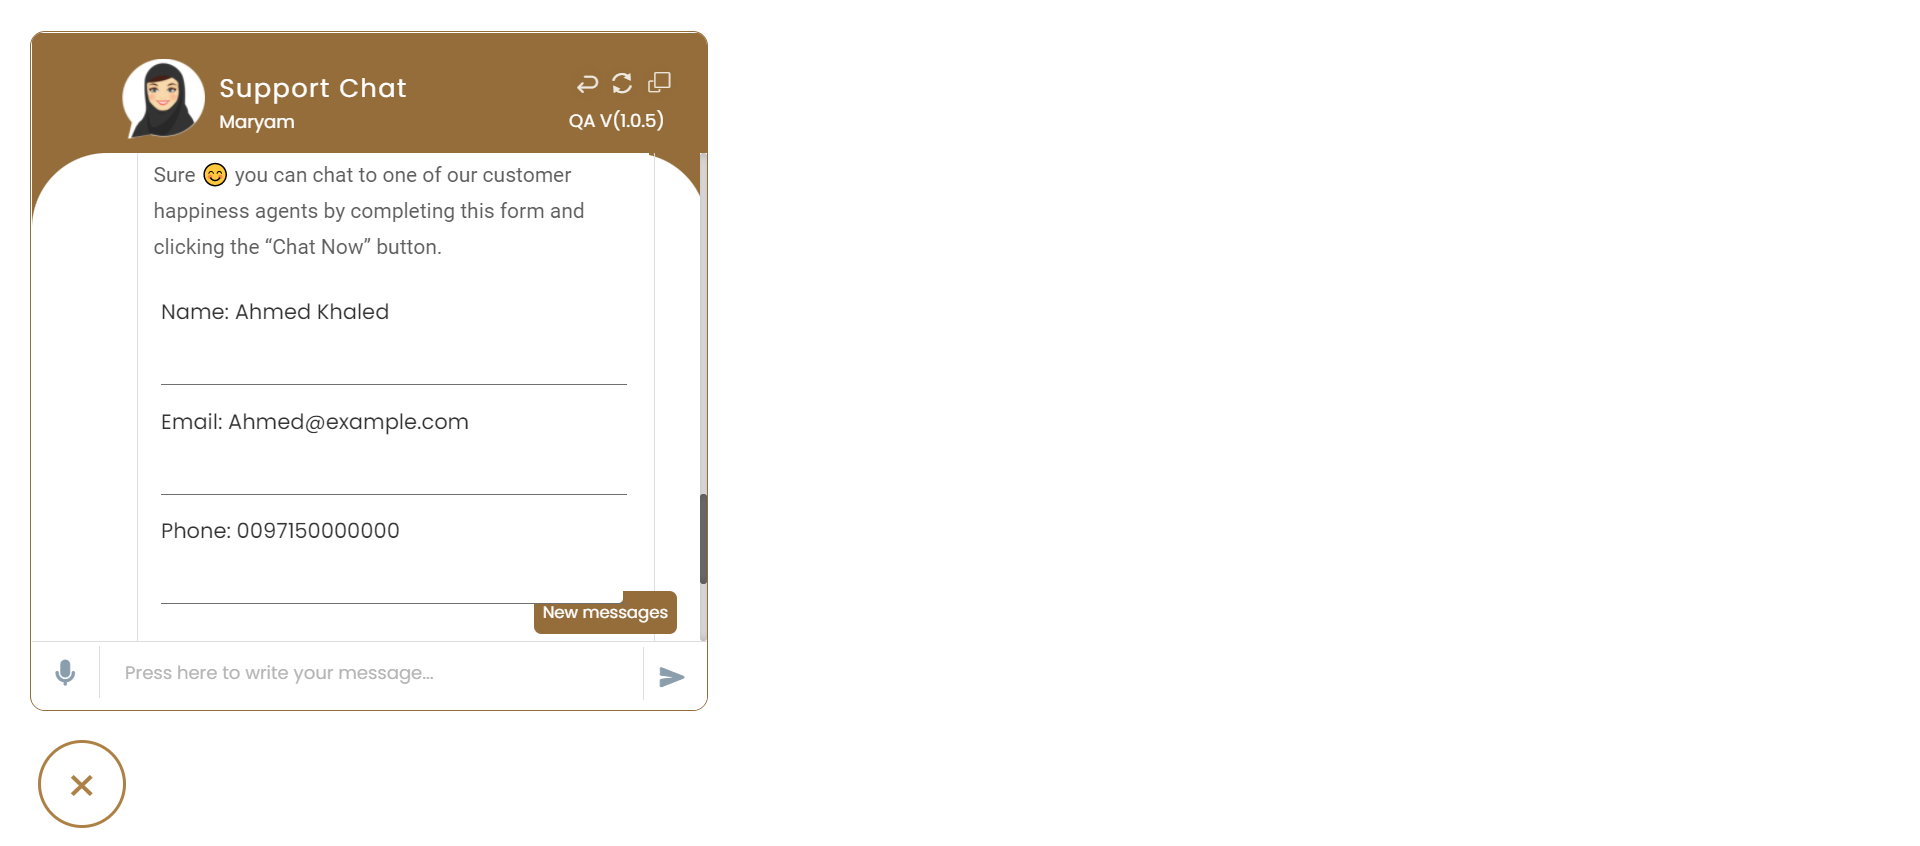 Support Chat
Maryam
QA V(1.0.5)
Sure 😊 you can chat to one of our customer
happiness agents by completing this form and
clicking the “Chat Now” button.
Name: Ahmed Khaled
Email: Ahmed@example.com
Phone: 0097150000000
New messages
Press here to write your message...